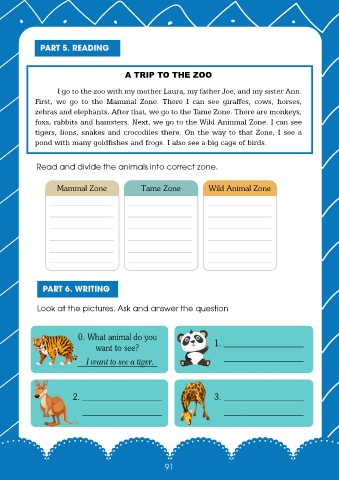 PART 5. READING
A TRIP TO THE ZOO
I go to the zoo with my mother Laura, my father Joe, and my sister Ann.
First, we go to the Mammal Zone. There I can see giraffes, cows, horses,
zebras and elephants. After that, we go to the Tame Zone. There are monkeys,
foxs, rabbits and hamsters. Next, we go to the Wild Aninmal Zone. I can see
tigers, lions, snakes and crocodiles there. On the way to that Zone, I see a
pond with many goldfishes and frogs. I also see a big cage of birds.
Read and divide the animals into correct zone.
Mammal Zone Tame Zone Wild Animal Zone
PART 6. WRITING
Look at the pictures. Ask and answer the question
0. What animal do you
want to see?
I want to see a tiger.
1.
2.
3.
91